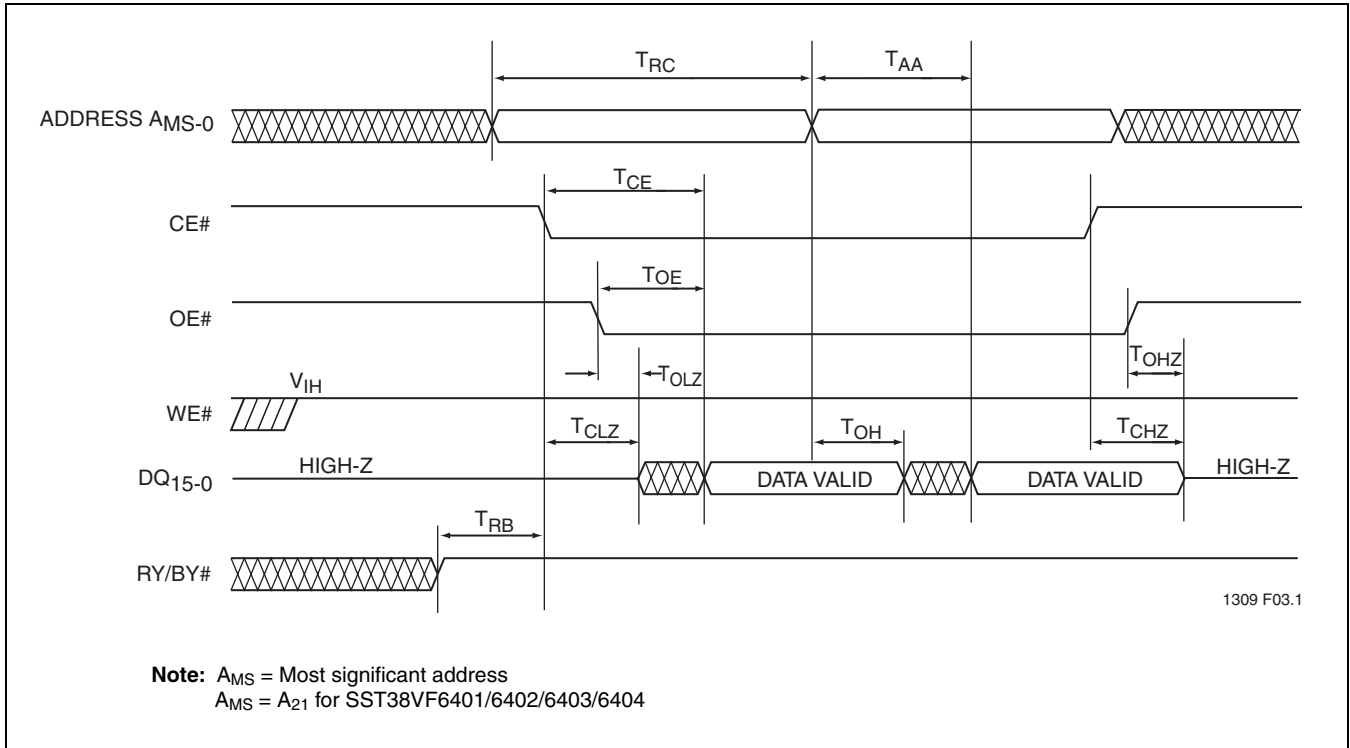 TRC
TAA
ADDRESS AMS-0
TCE
CE#
TOE
OE#
TOLZ
TOHZ
VIH
WE#
TCLZ
TOH
TCHZ
HIGH-Z
DATA VALID
DATA VALID
HIGH-Z
DQ15-0
TRB
RY/BY#
1309 F03.1
Note: AMS = Most significant address
AMS = A21 for SST38VF6401/6402/6403/6404